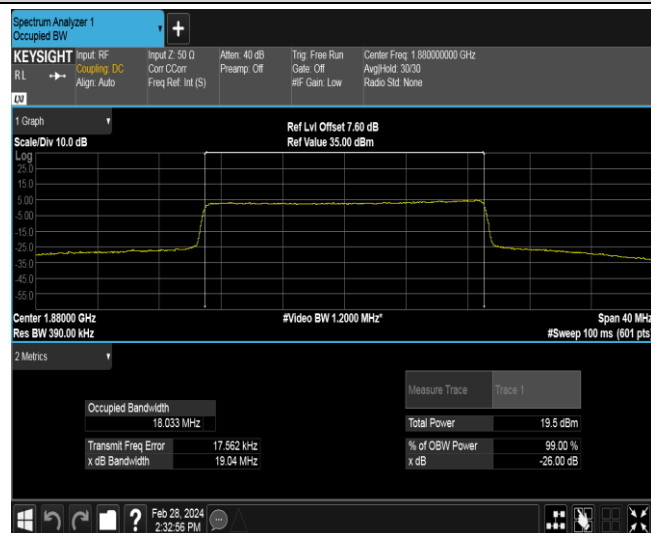 Spectrum Analyzer 1
Occupied BW
+
KEYSIGHT Input: RF Input Z: 50 Ω Atten: 40 dB Trig: Free Run Center Freq: 1.880000000 GHz
RL Coupling: DC Corr CCorr Preamp: Off Gate: Off Avg|Hold: 30/30
Align: Auto Freq Ref: Int (S) #IF Gain: Low Radio Std: None
LXI
1 Graph
Ref Lvl Offset 7.60 dB
Scale/Div 10.0 dB Ref Value 35.00 dBm
Log
25.0
15.0
5.00
-5.00
-15.0
-25.0
-35.0
-45.0
-55.0
Center 1.88000 GHz #Video BW 1.2000 MHz* Span 40 MHz
Res BW 390.00 kHz #Sweep 100 ms (601 pts)
2 Metrics
Measure Trace Trace 1
Occupied Bandwidth
18.033 MHz Total Power 19.5 dBm
Transmit Freq Error 17.562 kHz % of OBW Power 99.00 %
x dB Bandwidth 19.04 MHz x dB -26.00 dB
? Feb 28, 2024
2:32:56 PM